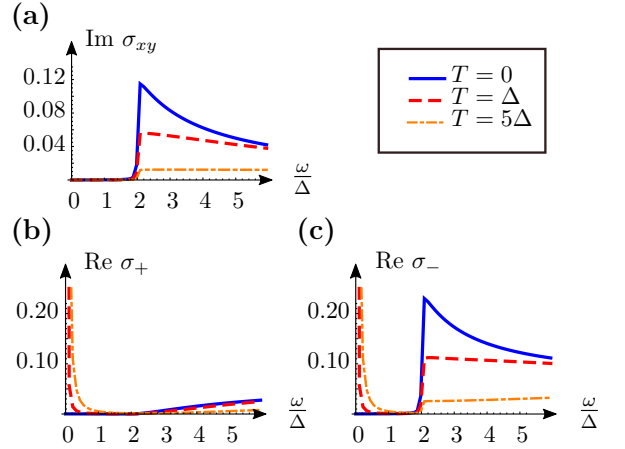 (a)
Im σxy
0.12
0.08
0.04
0 1 2 3 4 5
ω/Δ
T = 0
T = Δ
T = 5Δ
(b)
Re σ+
0.20
0.10
0 1 2 3 4 5
ω/Δ
(c)
Re σ−
0.20
0.10
0 1 2 3 4 5
ω/Δ